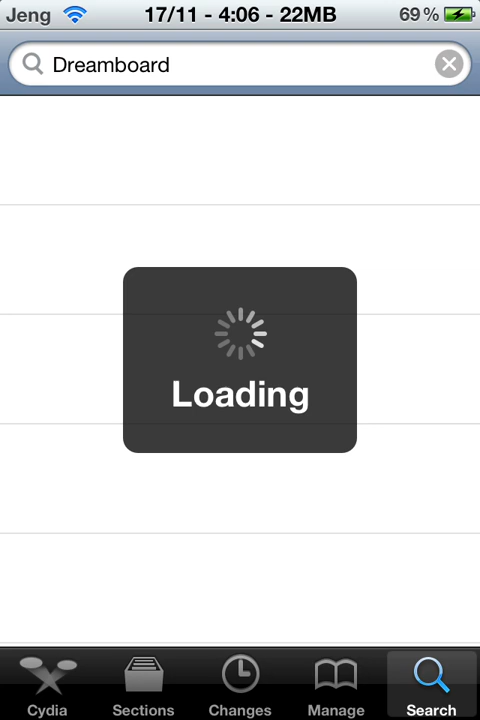 Jeng 17/11 - 4:06 - 22MB 69%
Dreamboard
Loading
Cydia Sections Changes Manage Search